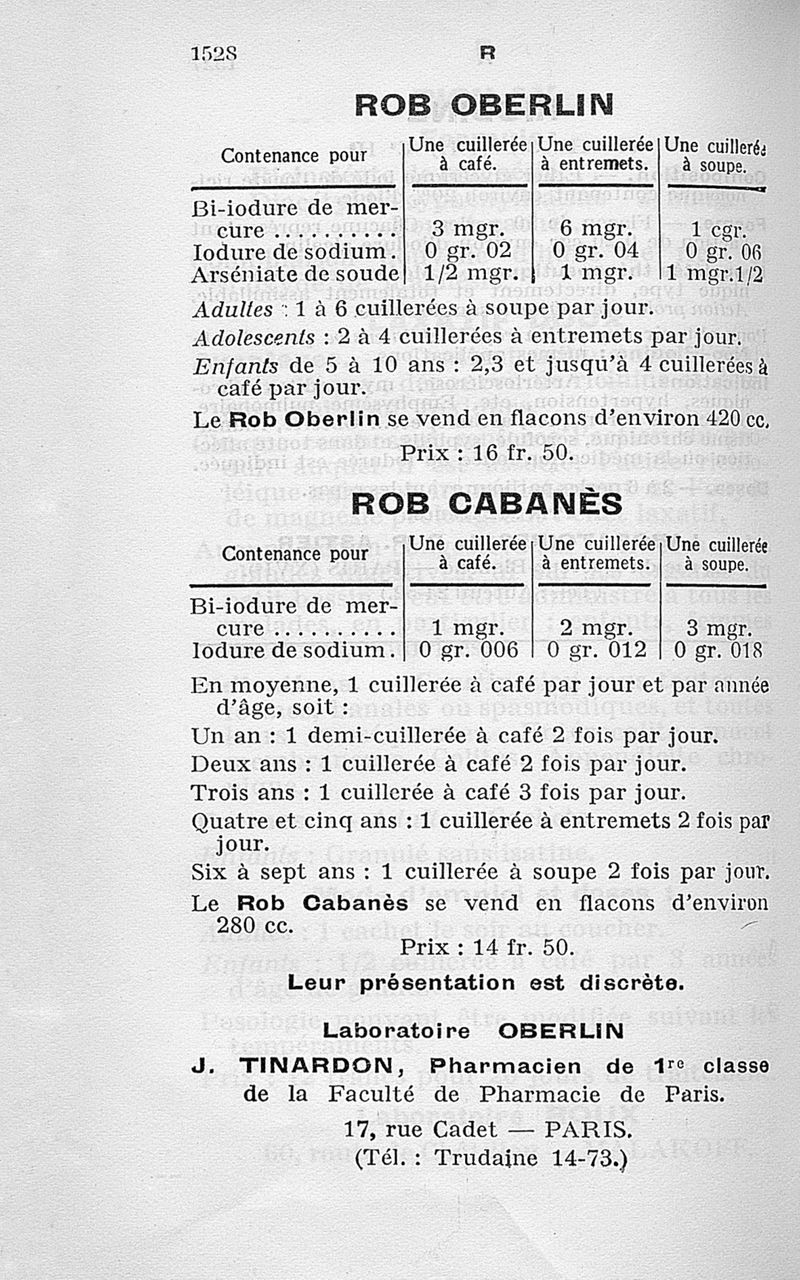 1528 R
ROB OBERLIN
Contenance pour | Une cuillerée à café. | Une cuillerée à entremets. | Une cuillerée à soupe.
Bi-iodure de mer-
cure .......... | 3 mgr. | 6 mgr. | 1 cgr.
Iodure de sodium. | 0 gr. 02 | 0 gr. 04 | 0 gr. 06
Arséniate de soude | 1/2 mgr. | 1 mgr. | 1 mgr.1/2
Adultes : 1 à 6 cuillerées à soupe par jour.
Adolescents : 2 à 4 cuillerées à entremets par jour.
Enfants de 5 à 10 ans : 2,3 et jusqu'à 4 cuillerées à
café par jour.
Le Rob Oberlin se vend en flacons d'environ 420 cc.
Prix : 16 fr. 50.
ROB CABANÈS
Contenance pour | Une cuillerée à café. | Une cuillerée à entremets. | Une cuillerée à soupe.
Bi-iodure de mer-
cure .......... | 1 mgr. | 2 mgr. | 3 mgr.
Iodure de sodium. | 0 gr. 006 | 0 gr. 012 | 0 gr. 018
En moyenne, 1 cuillerée à café par jour et par année
d'âge, soit :
Un an : 1 demi-cuillerée à café 2 fois par jour.
Deux ans : 1 cuillerée à café 2 fois par jour.
Trois ans : 1 cuillerée à café 3 fois par jour.
Quatre et cinq ans : 1 cuillerée à entremets 2 fois par
jour.
Six à sept ans : 1 cuillerée à soupe 2 fois par jour.
Le Rob Cabanès se vend en flacons d'environ
280 cc.
Prix : 14 fr. 50.
Leur présentation est discrète.
Laboratoire OBERLIN
J. TINARDON, Pharmacien de 1re classe
de la Faculté de Pharmacie de Paris.
17, rue Cadet — PARIS.
(Tél. : Trudaine 14-73.)